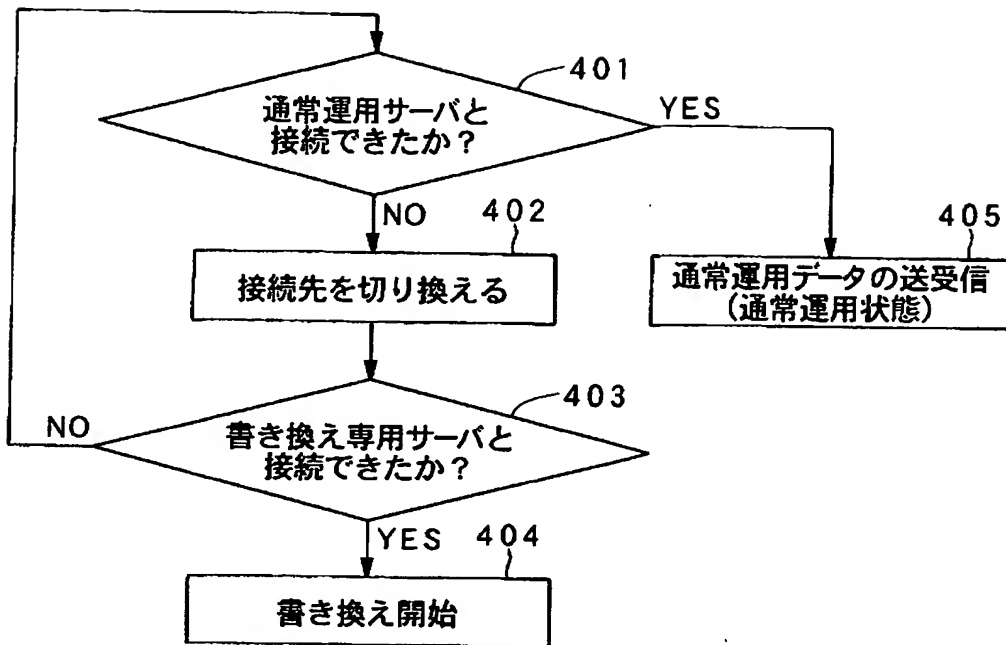 401
通常運用サーバと
接続できたか？
YES
NO
402
405
接続先を切り換える
通常運用データの送受信
（通常運用状態）
403
NO
書き換え専用サーバと
接続できたか？
YES
404
書き換え開始